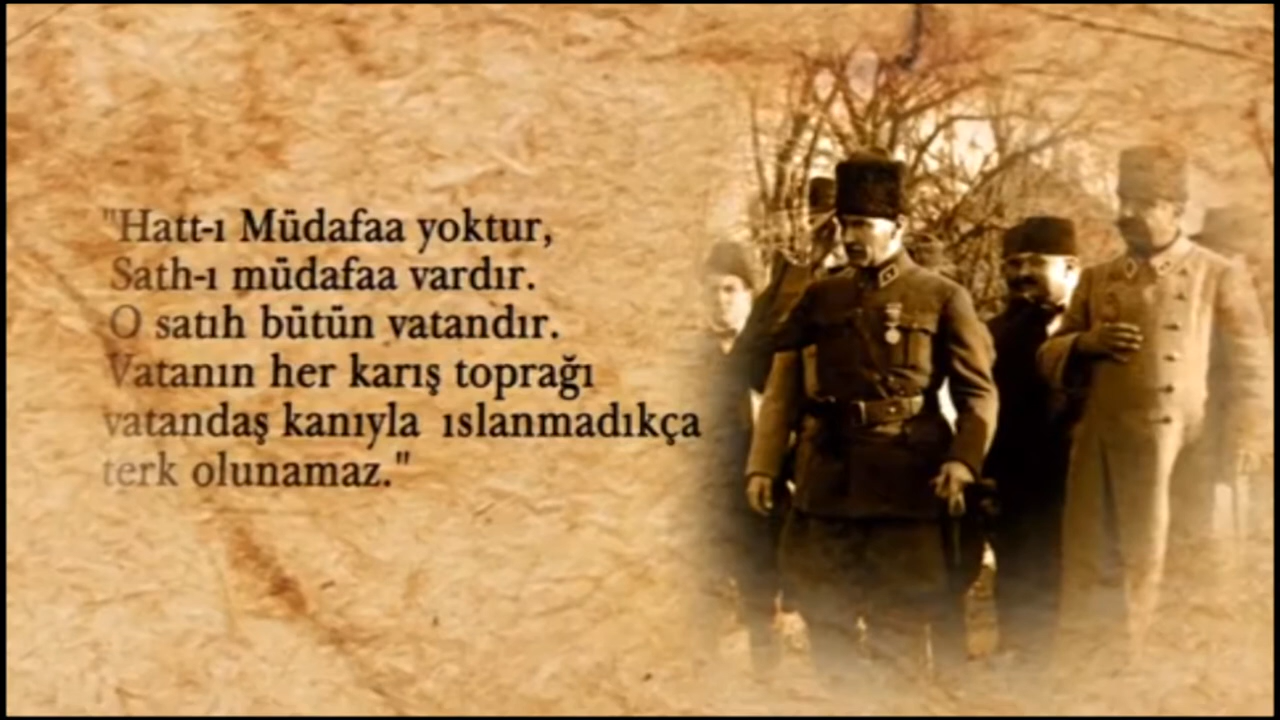 "Hatt-ı Müdafaa yoktur,
Sath-ı müdafaa vardır.
O satıh bütün vatandır.
Vatanın her karış toprağı
vatandaş kanıyla ıslanmadıkça
terk olunamaz."